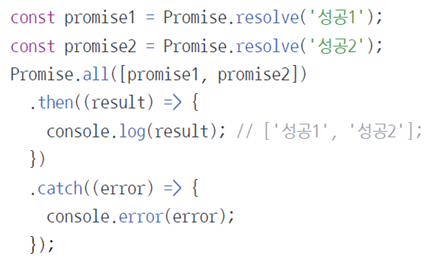 const promise1 = Promise.resolve('성공1');
const promise2 = Promise.resolve('성공2');
Promise.all([promise1, promise2])
  .then((result) => {
    console.log(result); // ['성공1', '성공2'];
  })
  .catch((error) => {
    console.error(error);
  });